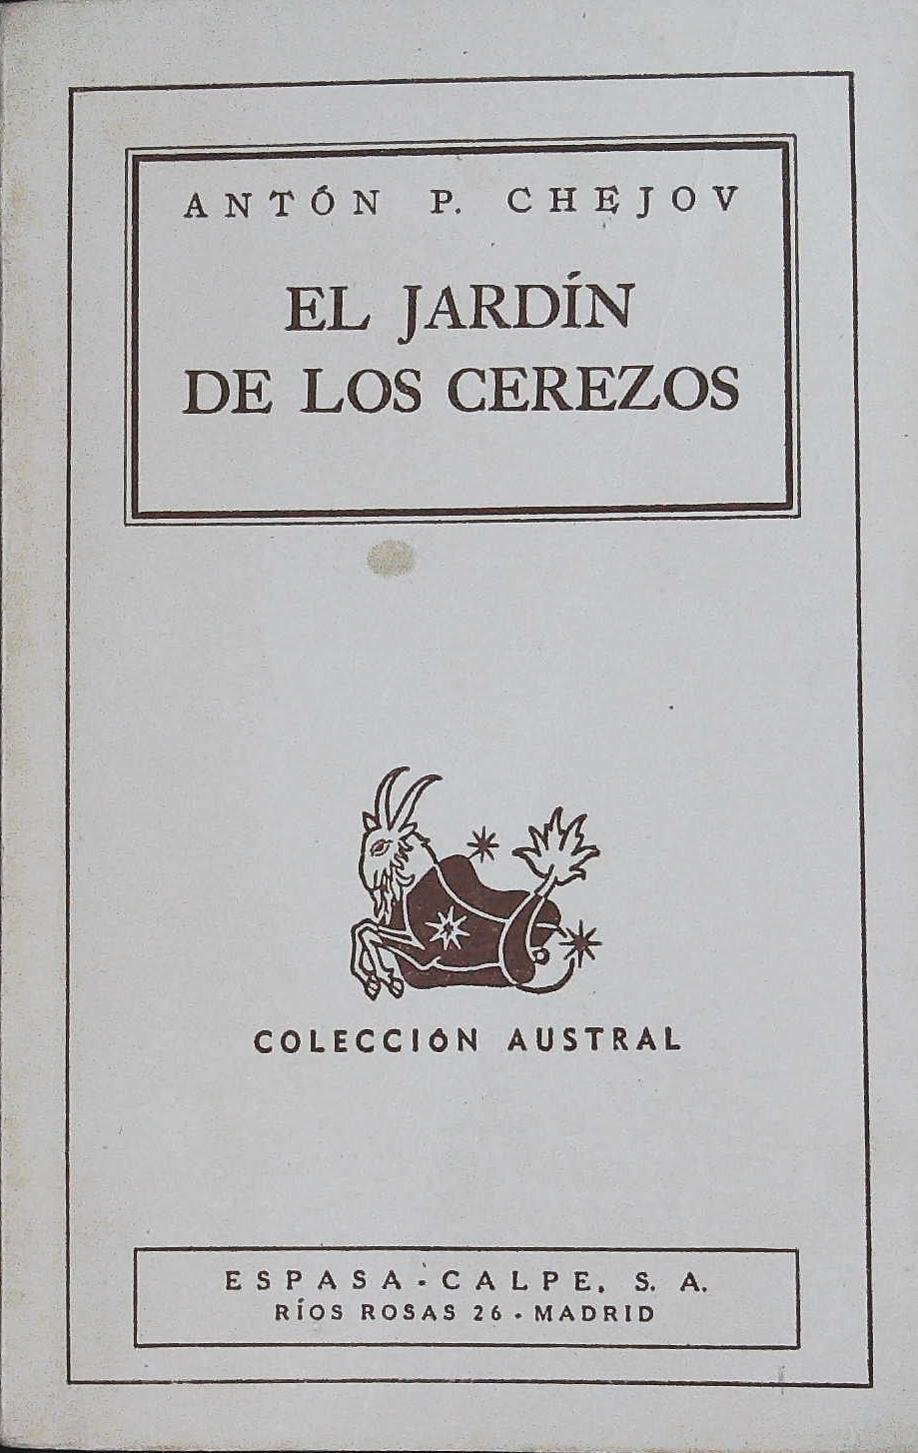 ANTÓN P. CHEJOV
EL JARDÍN
DE LOS CEREZOS
COLECCIÓN AUSTRAL
ESPASA-CALPE, S. A.
RÍOS ROSAS 26 - MADRID